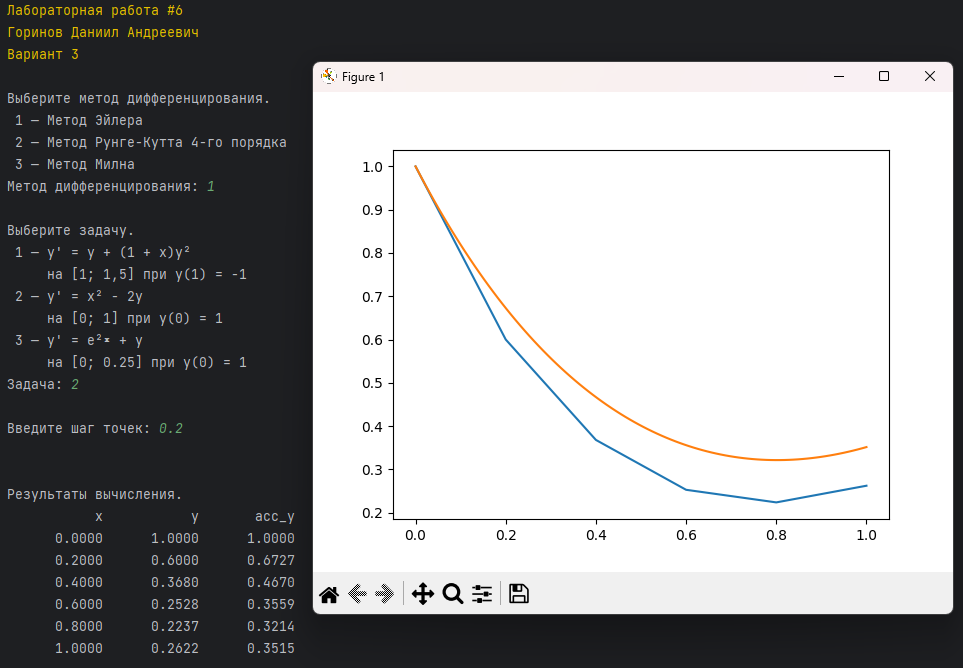 Лабораторная работа #6
Горинов Даниил Андреевич
Вариант 3
Выберите метод дифференцирования.
1 — Метод Эйлера
2 — Метод Рунге-Кутта 4-го порядка
3 — Метод Милна
Метод дифференцирования: 1
Выберите задачу.
1 — y' = y + (1 + x)y²
на [1; 1,5] при y(1) = -1
2 — y' = x² - 2y
на [0; 1] при y(0) = 1
3 — y' = e²ˣ + y
на [0; 0.25] при y(0) = 1
Задача: 2
Введите шаг точек: 0.2
Результаты вычисления.
x y acc_y
0.0000 1.0000 1.0000
0.2000 0.6000 0.6727
0.4000 0.3680 0.4670
0.6000 0.2528 0.3559
0.8000 0.2237 0.3214
1.0000 0.2622 0.3515
Figure 1
1.0
0.9
0.8
0.7
0.6
0.5
0.4
0.3
0.2
0.0 0.2 0.4 0.6 0.8 1.0